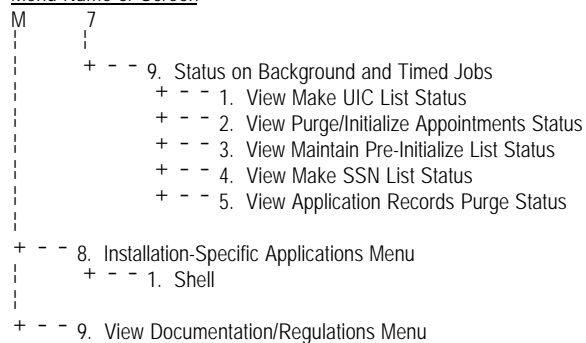 Menu Name or Screen
M 7
9. Status on Background and Timed Jobs
1. View Make UIC List Status
2. View Purge/Initialize Appointments Status
3. View Maintain Pre-Initialize List Status
4. View Make SSN List Status
5. View Application Records Purge Status
8. Installation-Specific Applications Menu
1. Shell
9. View Documentation/Regulations Menu